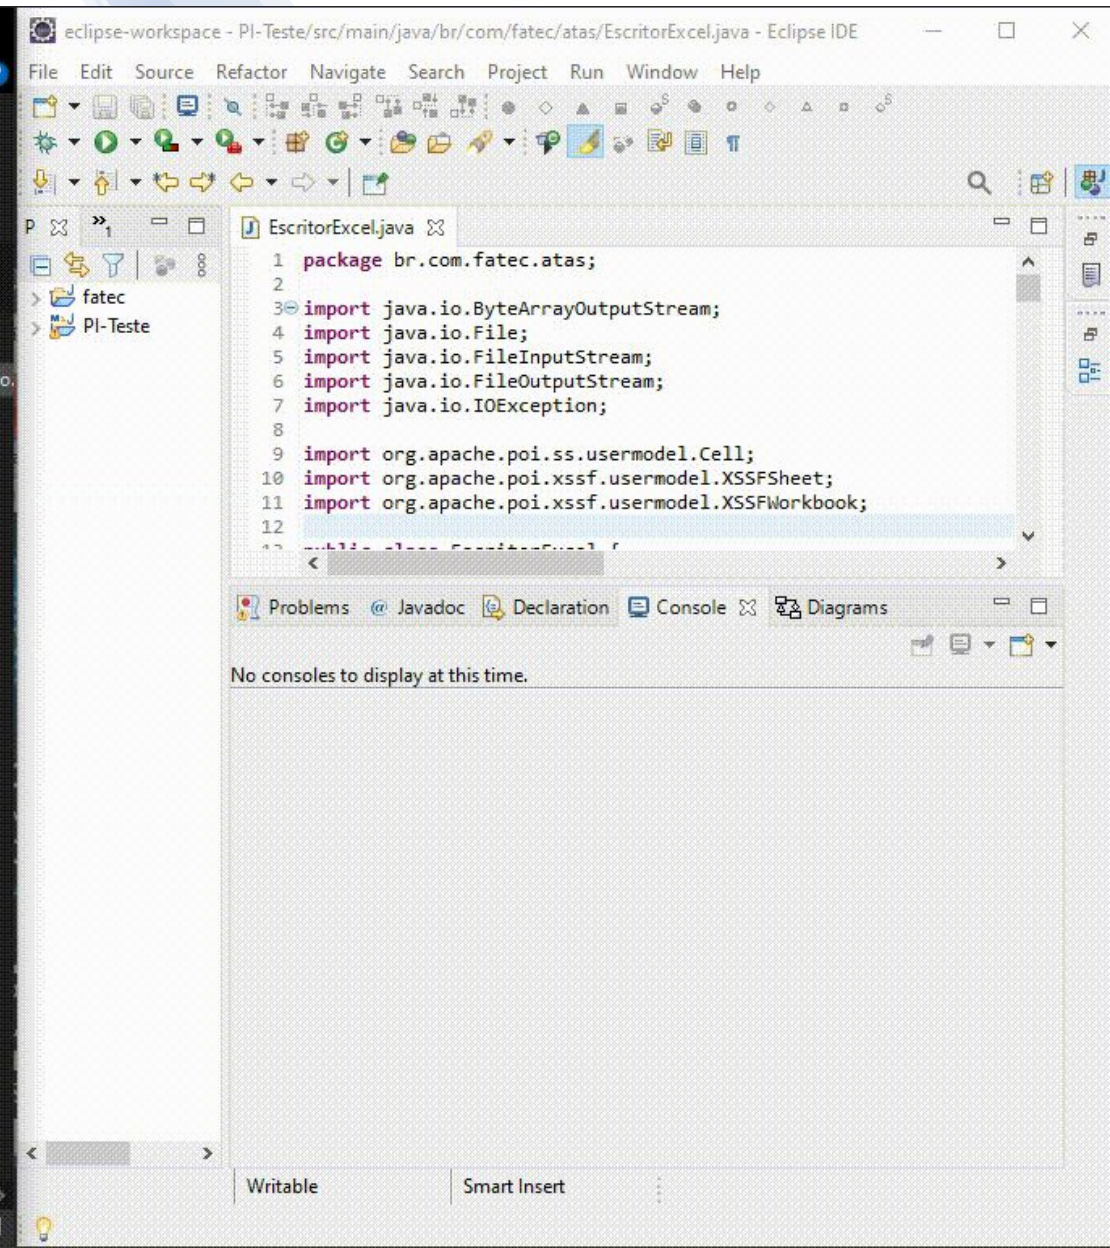 eclipse-workspace - PI-Teste/src/main/java/br/com/fatec/atas/EscritorExcel.java - Eclipse IDE
File Edit Source Refactor Navigate Search Project Run Window Help
P
EscritorExcel.java
fatec
PI-Teste
1 package br.com.fatec.atas;
2
3 import java.io.ByteArrayOutputStream;
4 import java.io.File;
5 import java.io.FileInputStream;
6 import java.io.FileOutputStream;
7 import java.io.IOException;
8
9 import org.apache.poi.ss.usermodel.Cell;
10 import org.apache.poi.xssf.usermodel.XSSFSheet;
11 import org.apache.poi.xssf.usermodel.XSSFWorkbook;
12
13 public class EscritorExcel {
Problems @ Javadoc Declaration Console Diagrams
No consoles to display at this time.
Writable Smart Insert